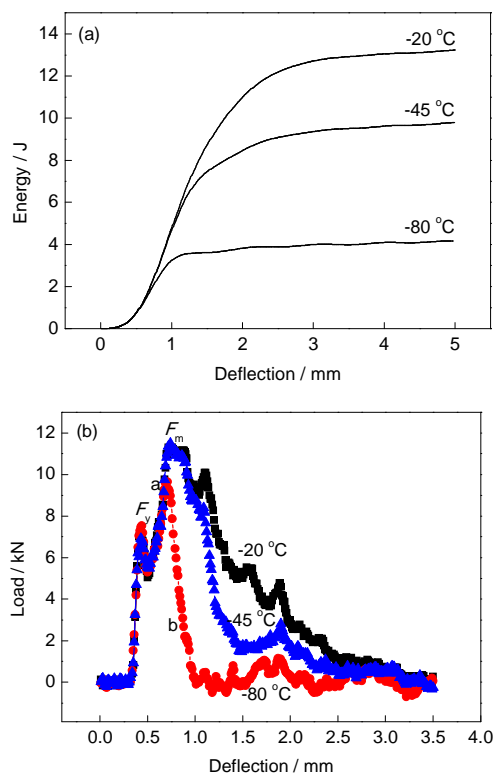 (a)
-20 °C
-45 °C
-80 °C
14
12
10
8
6
4
2
0
Energy / J
0 1 2 3 4 5
Deflection / mm
(b)
Fm
a
Fy
-20 °C
-45 °C
b
-80 °C
12
10
8
6
4
2
0
Load / kN
0.0 0.5 1.0 1.5 2.0 2.5 3.0 3.5 4.0
Deflection / mm